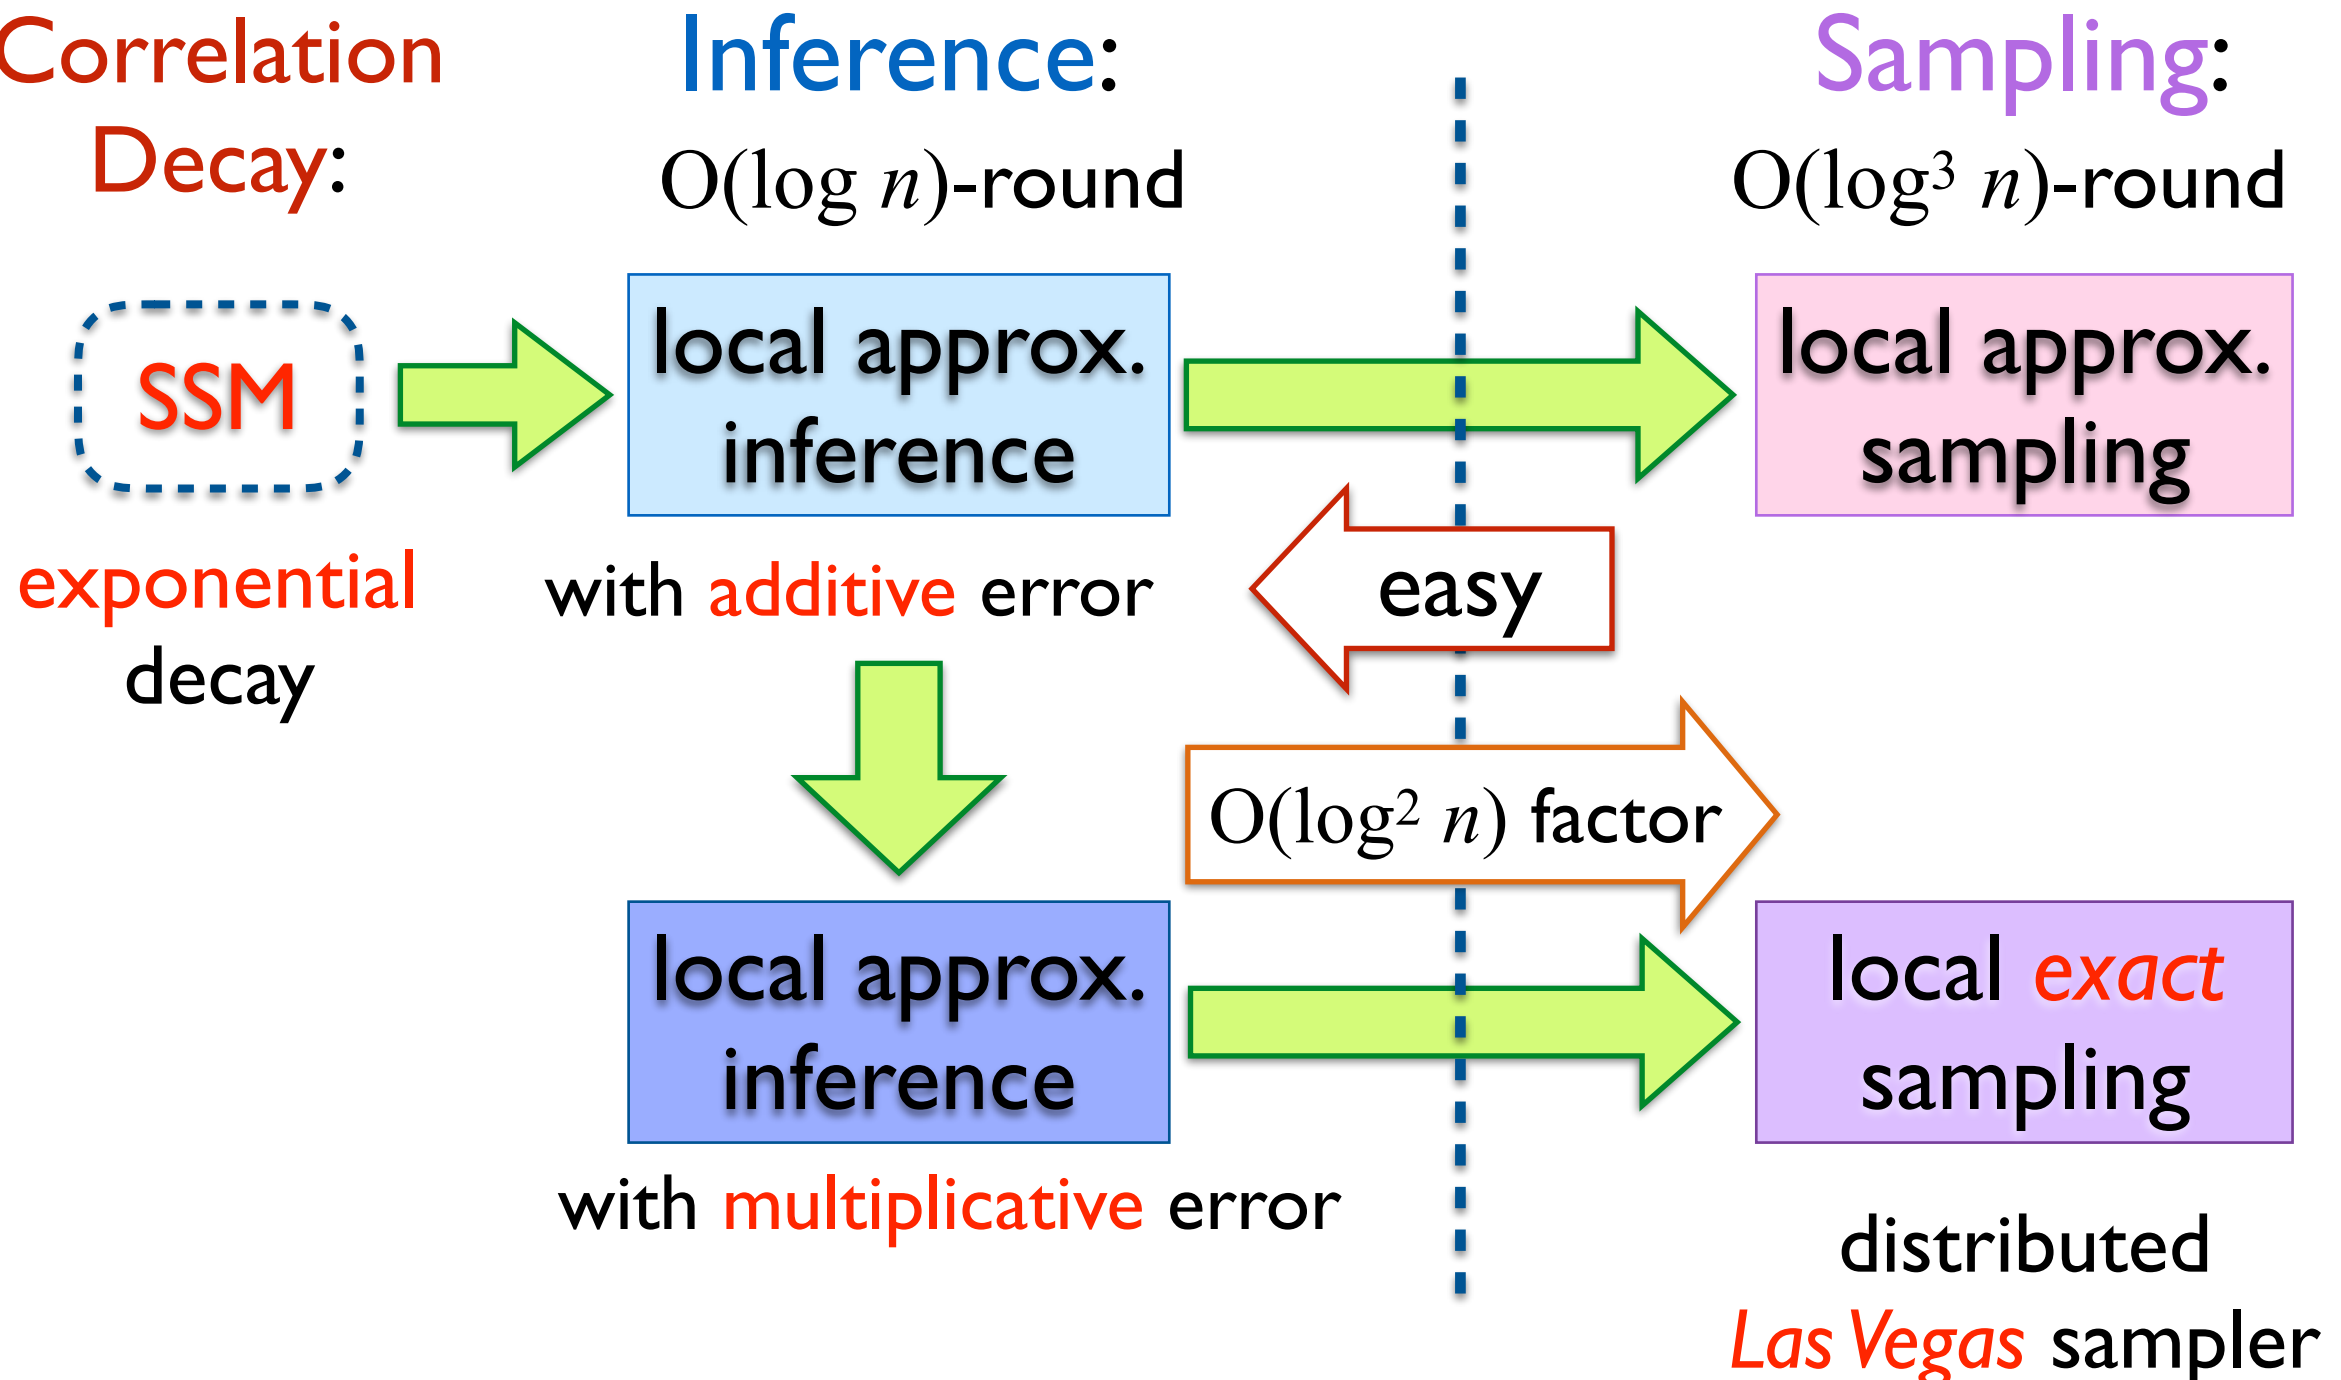 Correlation
Decay:
SSM
exponential
decay
Inference:
O(log n)-round
local approx.
inference
with additive error
local approx.
inference
with multiplicative error
easy
O(log² n) factor
Sampling:
O(log³ n)-round
local approx.
sampling
local exact
sampling
distributed
Las Vegas sampler